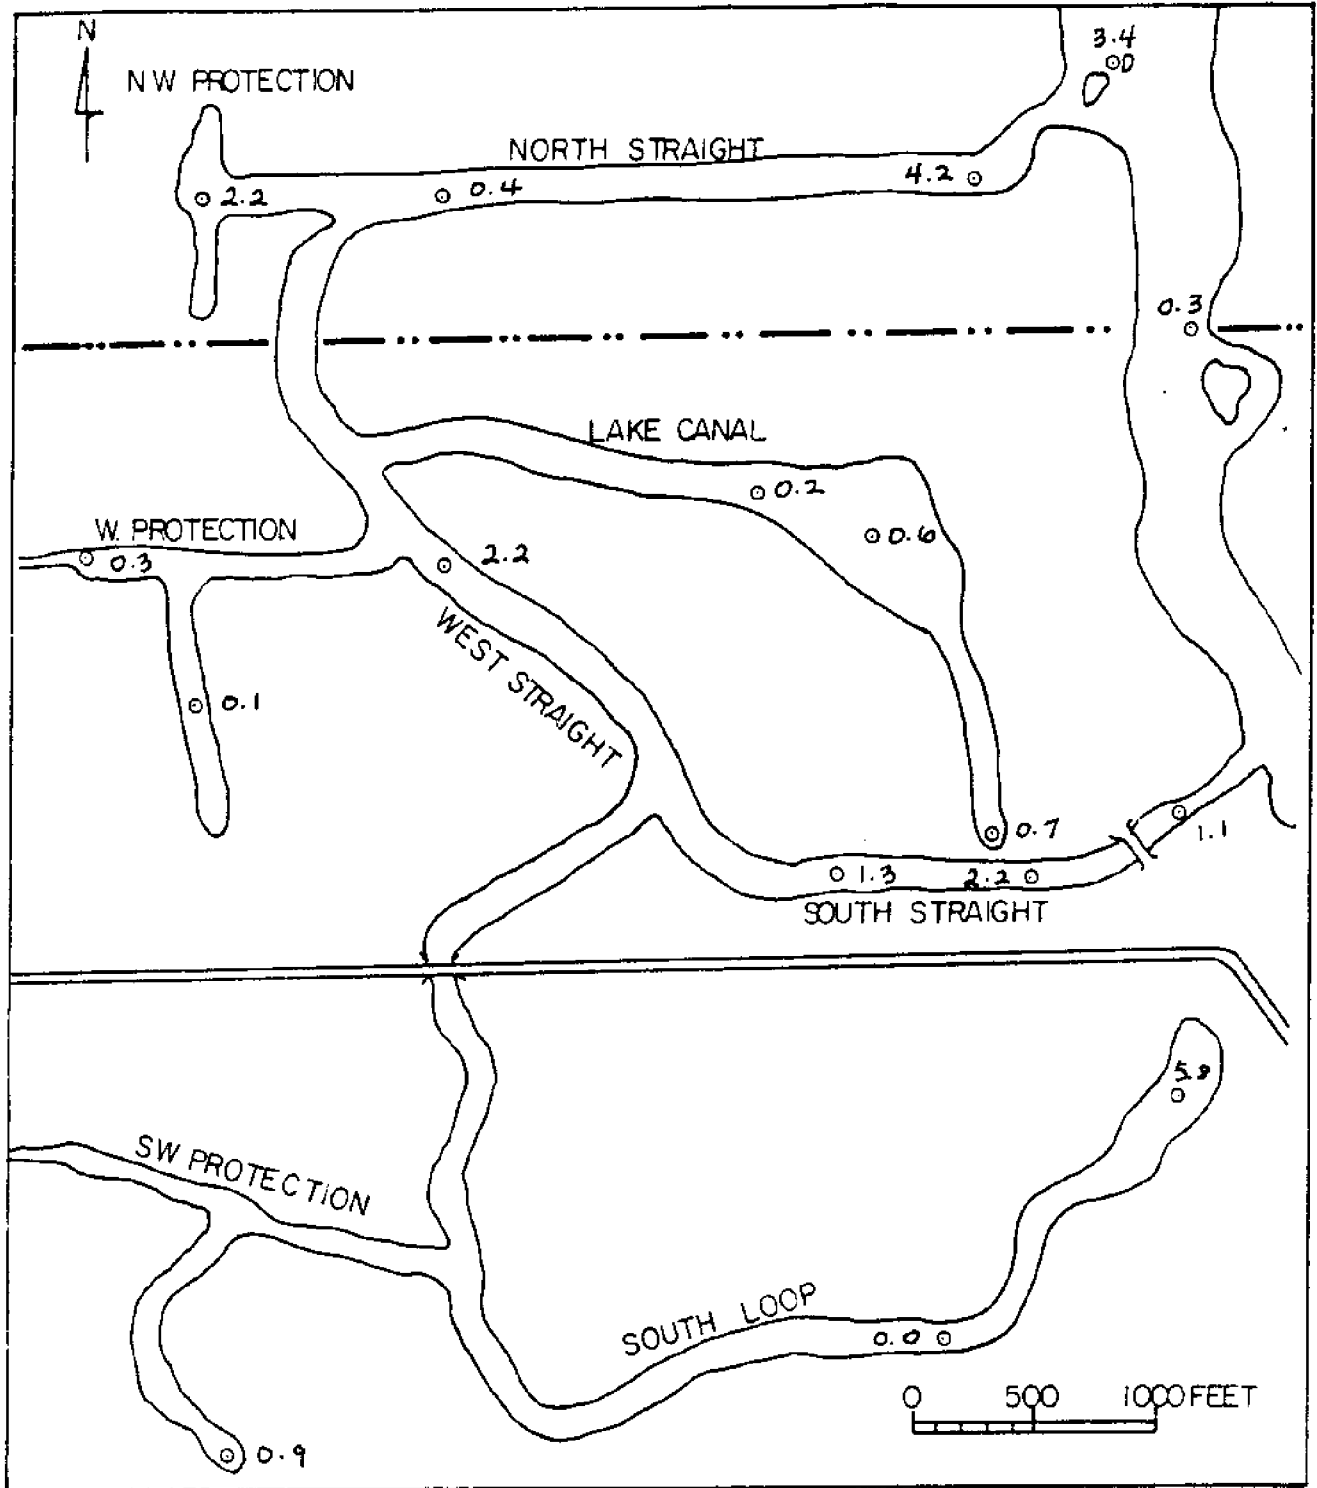 N
3.4
NW PROTECTION
NORTH STRAIGHT
2.2
0.4
4.2
0.3
LAKE CANAL
0.2
W. PROTECTION
0.6
0.3
2.2
WEST STRAIGHT
0.1
0.7
1.1
1.3
2.2
SOUTH STRAIGHT
SW PROTECTION
SOUTH LOOP
0.0
0 500 1000 FEET
0.9